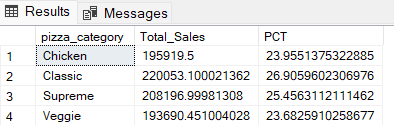 Results Messages
pizza_category Total_Sales PCT
1 Chicken 195919.5 23.9551375322885
2 Classic 220053.100021362 26.9059602306976
3 Supreme 208196.99981308 25.4563112111462
4 Veggie 193690.451004028 23.6825910258677